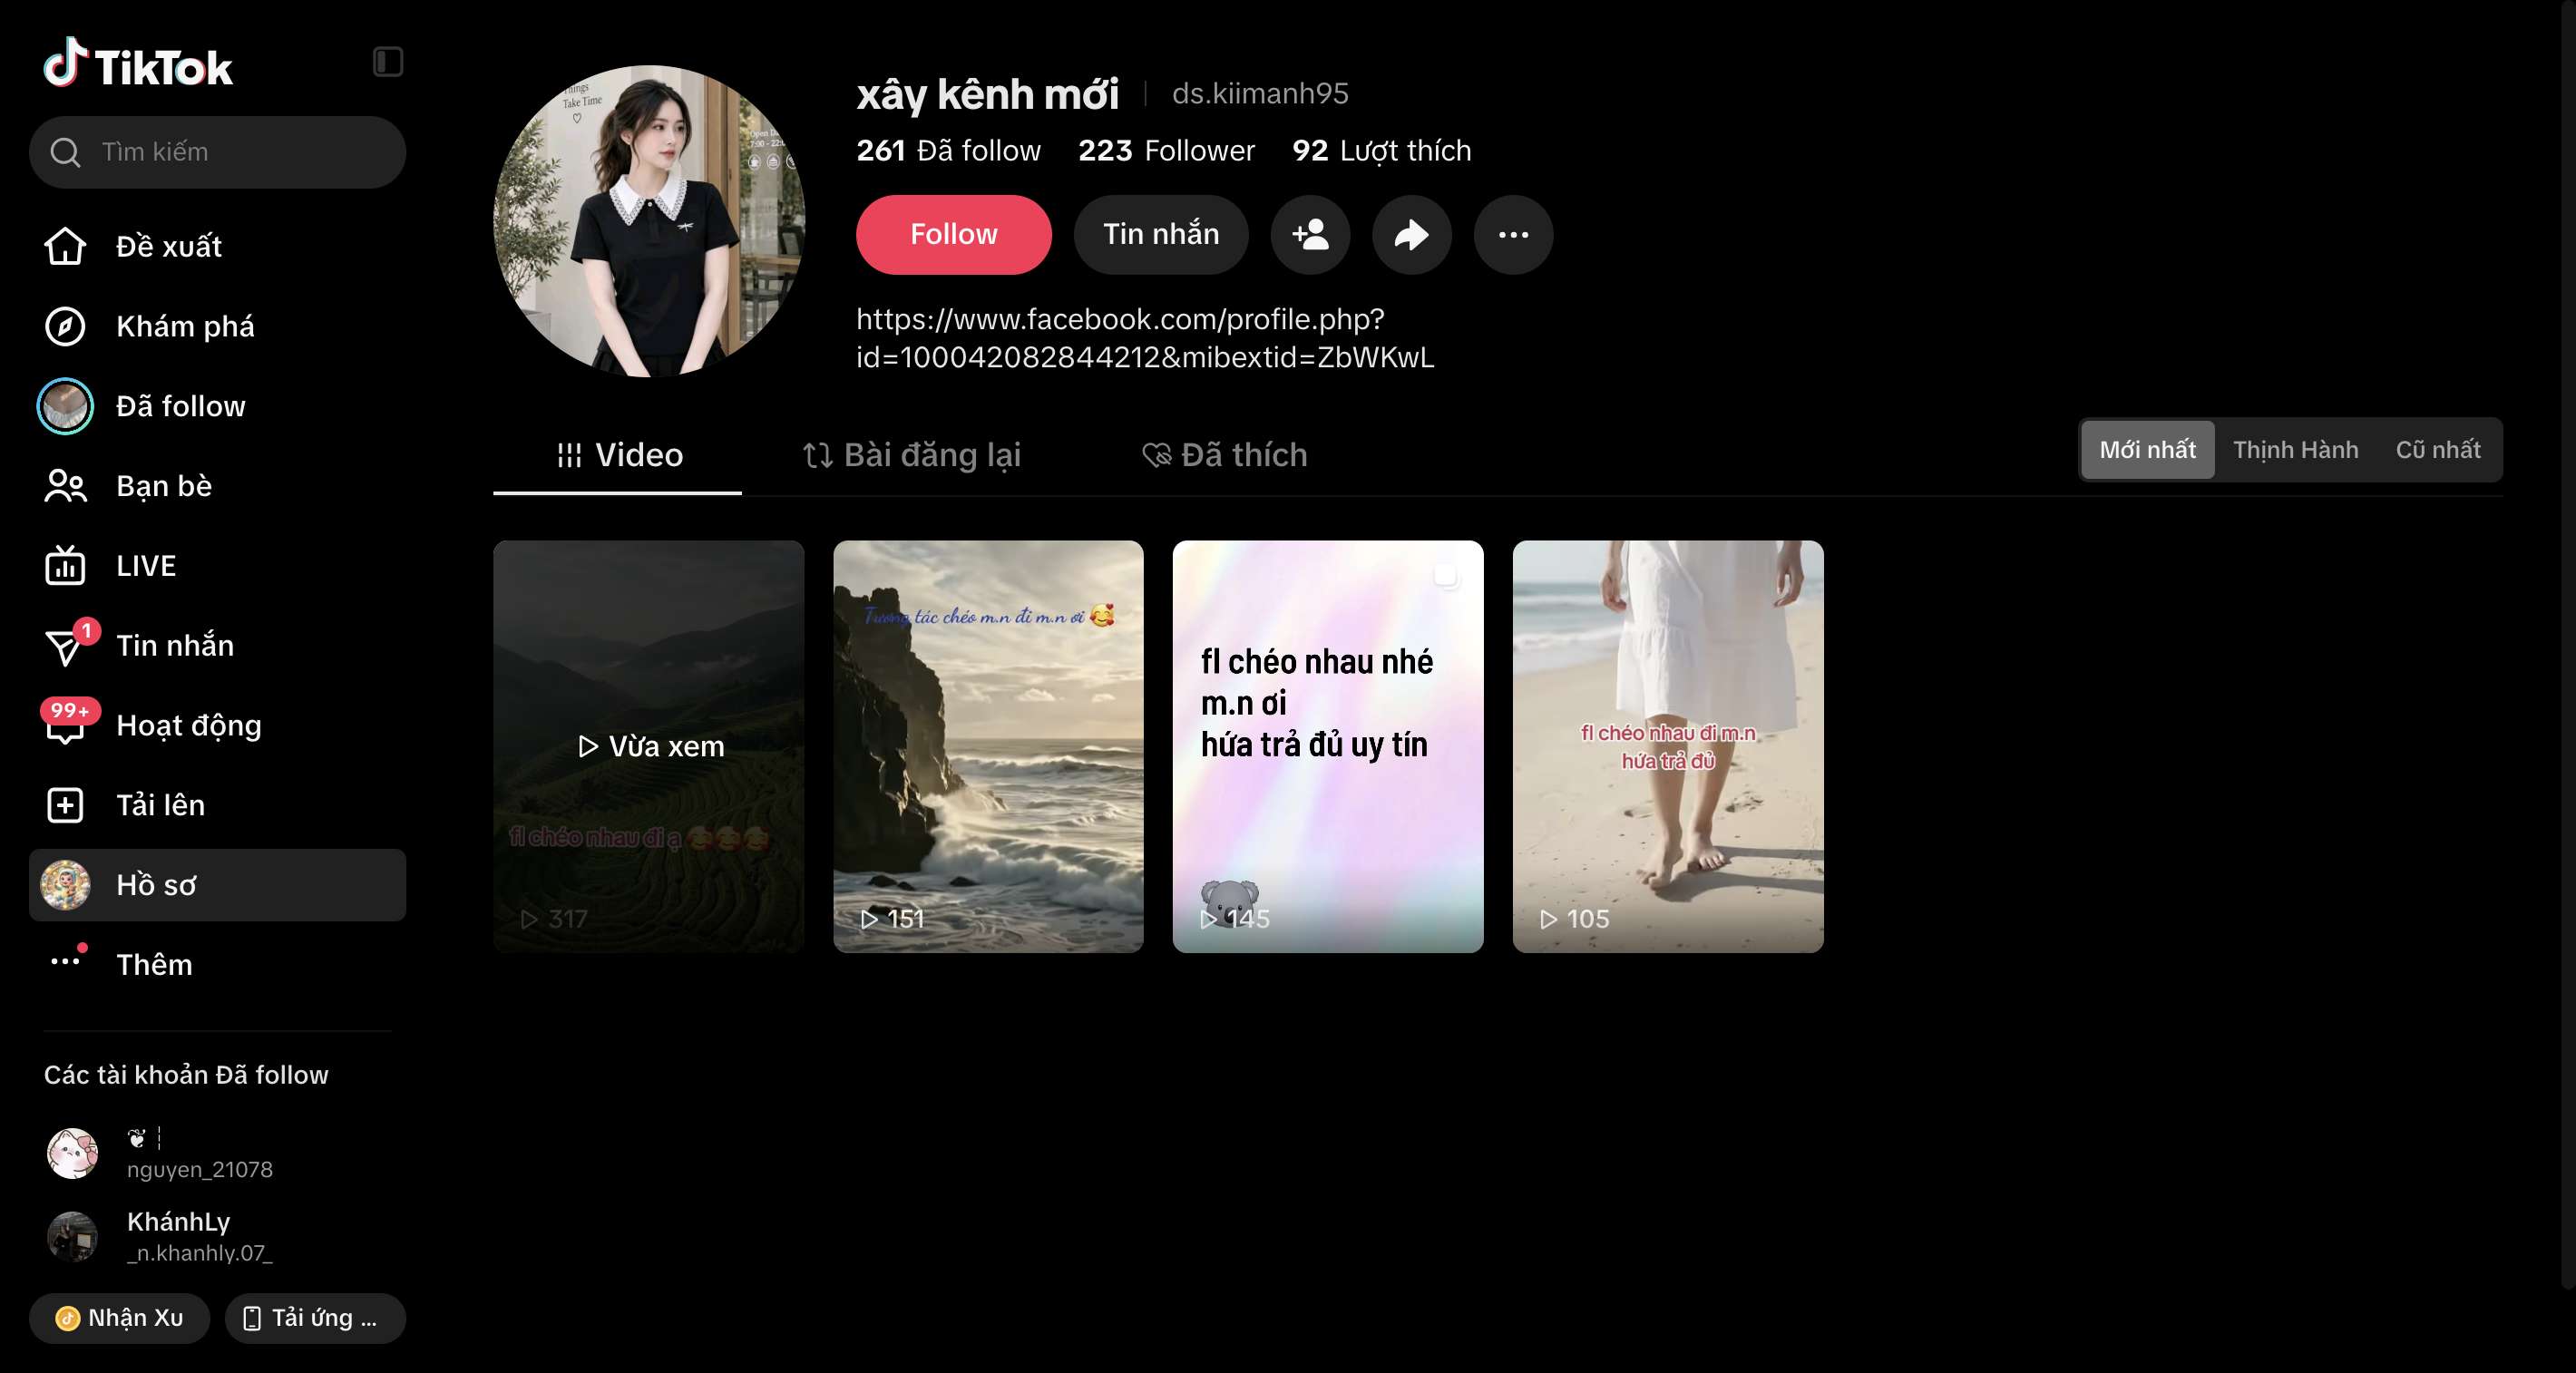 TikTok
Tìm kiếm
Đề xuất
Khám phá
Đã follow
Bạn bè
LIVE
1
Tin nhắn
99+
Hoạt động
Tải lên
Hồ sơ
Thêm
Các tài khoản Đã follow
nguyen_21078
KhánhLy
_n.khanhly.07_
Nhận Xu
Tải ứng ...
Things
Take Time
xây kênh mới
ds.kiimanh95
261 Đã follow 223 Follower 92 Lượt thích
Follow
Tin nhắn
https://www.facebook.com/profile.php?
id=100042082844212&mibextid=ZbWKwL
Video
Bài đăng lại
Đã thích
Mới nhất
Thịnh Hành
Cũ nhất
Vừa xem
fl chéo nhau đi ạ 🥰🥰🥰
317
Tương tác chéo m.n đi m.n ơi 🥰
151
fl chéo nhau nhé
m.n ơi
hứa trả đủ uy tín
145
fl chéo nhau đi m.n
hứa trả đủ
105